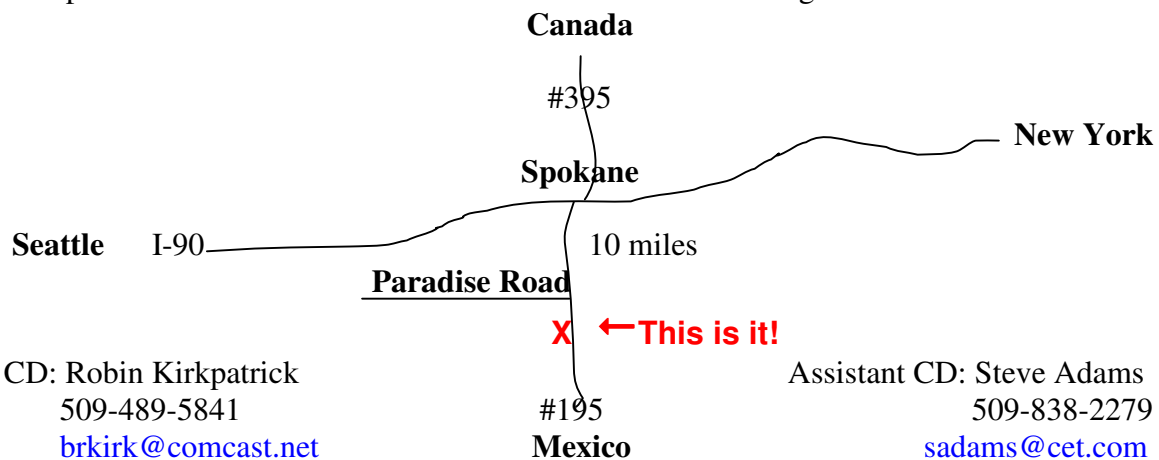 Canada
#395
New York
Spokane
Seattle I-90 10 miles
Paradise Road
X ←This is it!
CD: Robin Kirkpatrick Assistant CD: Steve Adams
509-489-5841 #195 509-838-2279
brkirk@comcast.net Mexico sadams@cet.com